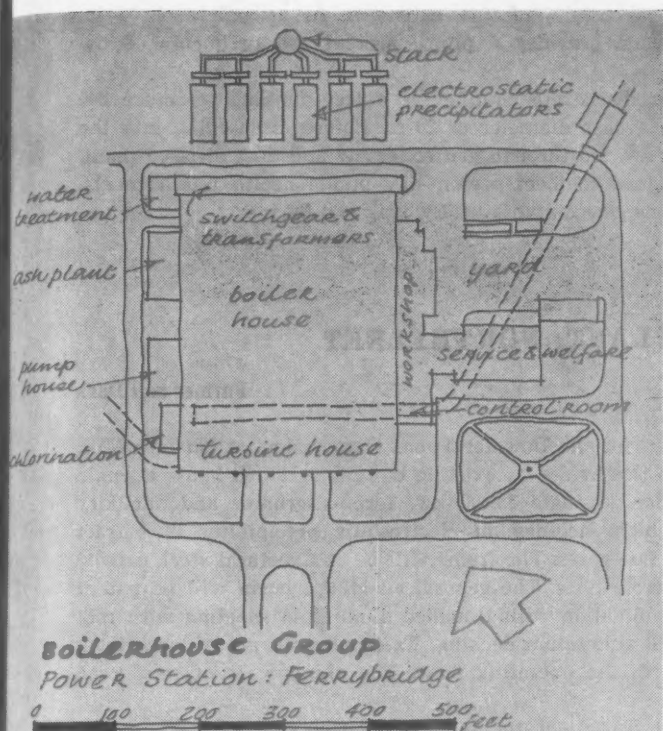 stack
electrostatic
precipitators
water
treatment
switchgear &
transformers
ash plant
yard
boiler
house
workshop
pump
house
service & welfare
control room
chlorination
turbine house
Boilerhouse Group
Power Station: Ferrybridge
0 100 200 300 400 500 feet